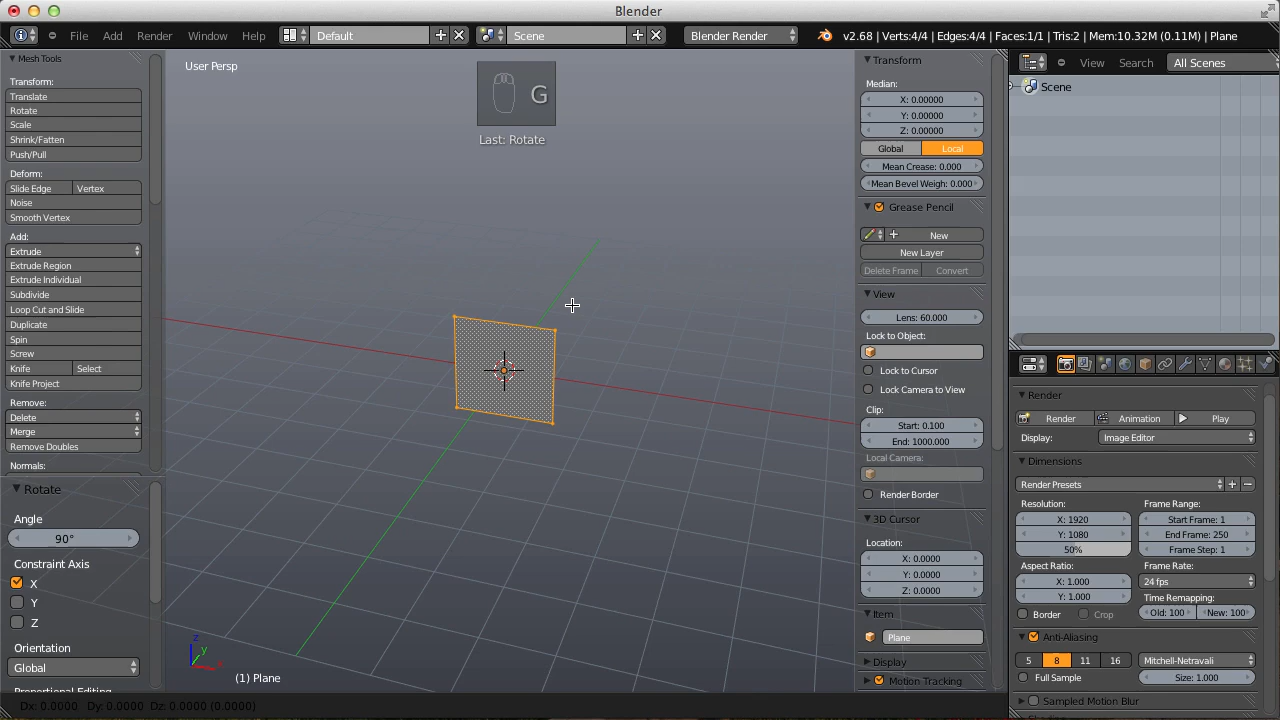 Blender
File Add Render Window Help Default Scene Blender Render v2.68 | Verts:4/4 | Edges:4/4 | Faces:1/1 | Tris:2 | Mem:10.32M (0.11M) | Plane
Mesh Tools
Transform:
Translate
Rotate
Scale
Shrink/Fatten
Push/Pull
Deform:
Slide Edge Vertex
Noise
Smooth Vertex
Add:
Extrude
Extrude Region
Extrude Individual
Subdivide
Loop Cut and Slide
Duplicate
Spin
Screw
Knife Select
Knife Project
Remove:
Delete
Merge
Remove Doubles
Normals:
Rotate
Angle
90°
Constraint Axis
X
Y
Z
Orientation
Global
User Persp
G
Last: Rotate
z
y
x
(1) Plane
Dx: 0.0000 Dy: 0.0000 Dz: 0.0000 (0.0000)
Transform
Median:
X: 0.00000
Y: 0.00000
Z: 0.00000
Global Local
Mean Crease: 0.000
Mean Bevel Weigh: 0.000
Grease Pencil
New
New Layer
Delete Frame Convert
View
Lens: 60.000
Lock to Object:
Lock to Cursor
Lock Camera to View
Clip:
Start: 0.100
End: 1000.000
Local Camera:
Render Border
3D Cursor
Location:
X: 0.0000
Y: 0.0000
Z: 0.0000
Item
Plane
Display
Motion Tracking
View Search All Scenes
Scene
Render
Render Animation Play
Display: Image Editor
Dimensions
Render Presets
Resolution: Frame Range:
X: 1920 Start Frame: 1
Y: 1080 End Frame: 250
50% Frame Step: 1
Aspect Ratio: Frame Rate:
X: 1.000 24 fps
Y: 1.000 Time Remapping:
Border Crop Old: 100 New: 100
Anti-Aliasing
5 8 11 16 Mitchell-Netravali
Full Sample Size: 1.000
Sampled Motion Blur